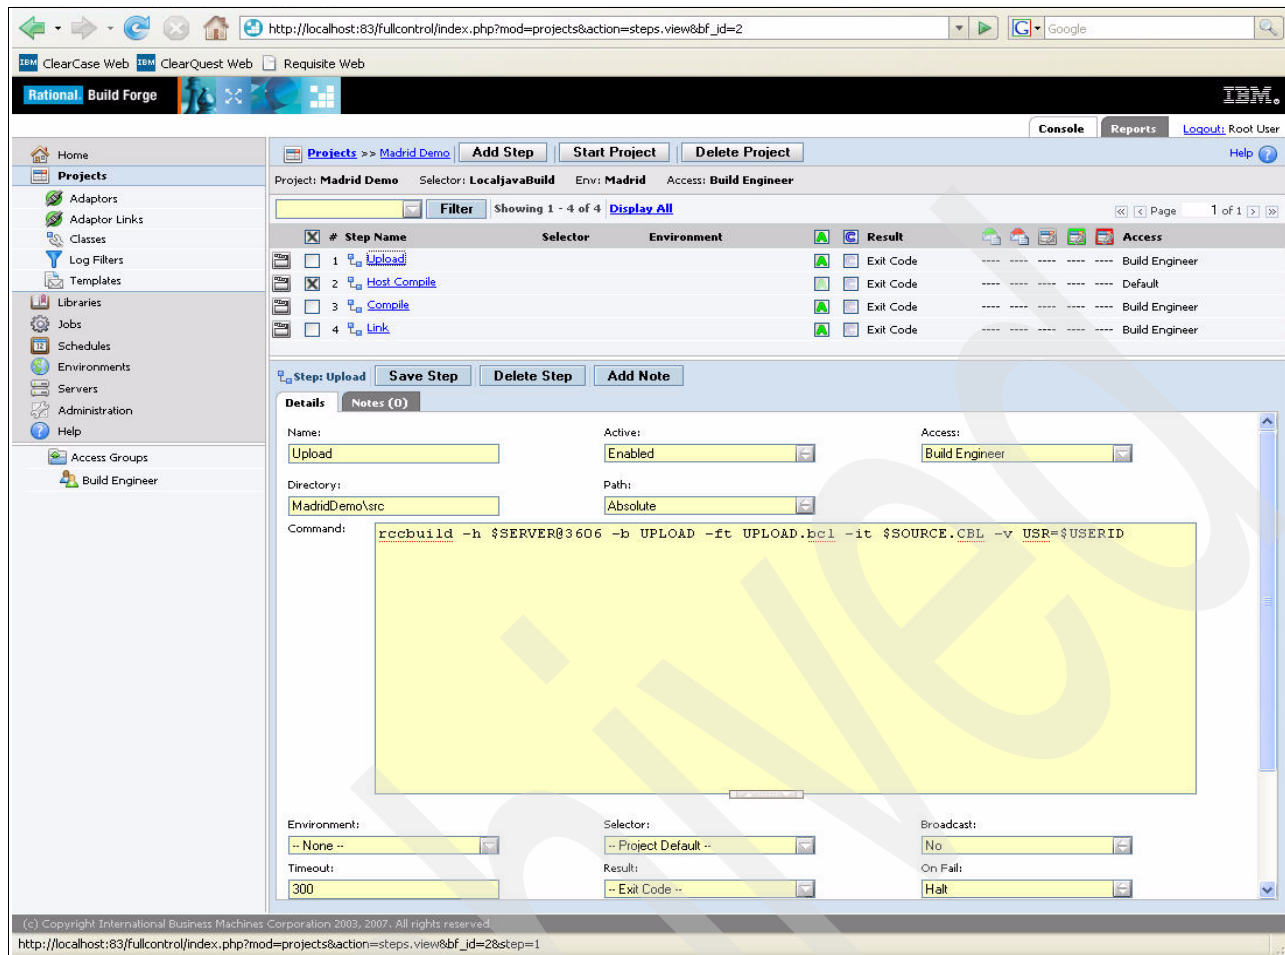 http://localhost:83/fullcontrol/index.php?mod=projects&action=steps.view&bf_id=2
G Google
IBM ClearCase Web IBM ClearQuest Web Requisite Web
Rational. Build Forge IBM.
Console Reports Logout: Root User
Home Projects >> Madrid Demo Add Step Start Project Delete Project Help ?
Projects Project: Madrid Demo Selector: LocaljavaBuild Env: Madrid Access: Build Engineer
Adaptors
Adaptor Links Filter Showing 1 - 4 of 4 Display All Page 1 of 1
Classes X # Step Name Selector Environment A C Result Access
Log Filters 1 Upload A C Exit Code ---- ---- ---- ---- ---- Build Engineer
Templates X 2 Host Compile A C Exit Code ---- ---- ---- ---- ---- Default
Libraries 3 Compile A C Exit Code ---- ---- ---- ---- ---- Build Engineer
Jobs 4 Link A C Exit Code ---- ---- ---- ---- ---- Build Engineer
Schedules
Environments
Servers Step: Upload Save Step Delete Step Add Note
Administration Details Notes (0)
Help
Access Groups
Build Engineer
Name: Active: Access:
Upload Enabled Build Engineer
Directory: Path:
MadridDemo\src Absolute
Command: rccbuild -h $SERVER@3606 -b UPLOAD -ft UPLOAD.bcl -it $SOURCE.CBL -v USR=$USERID
Environment: Selector: Broadcast:
-- None -- -- Project Default -- No
Timeout: Result: On Fail:
300 -- Exit Code -- Halt
(c) Copyright International Business Machines Corporation 2003, 2007. All rights reserved.
http://localhost:83/fullcontrol/index.php?mod=projects&action=steps.view&bf_id=2&step=1